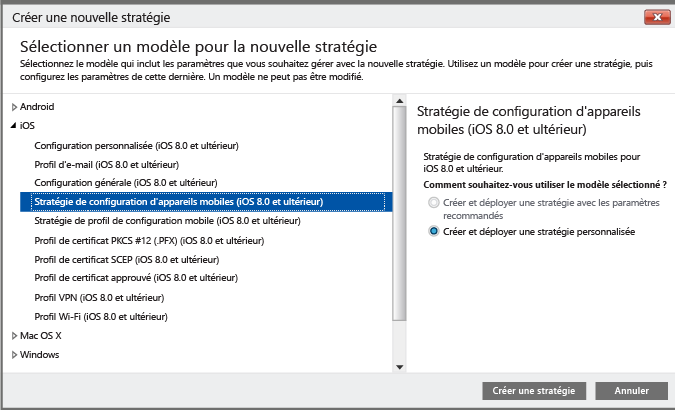 Créer une nouvelle stratégie
Sélectionner un modèle pour la nouvelle stratégie
Sélectionnez le modèle qui inclut les paramètres que vous souhaitez gérer avec la nouvelle stratégie. Utilisez un modèle pour créer une stratégie, puis
configurez les paramètres de cette dernière. Un modèle ne peut pas être modifié.
Android
iOS
Configuration personnalisée (iOS 8.0 et ultérieur)
Profil d'e-mail (iOS 8.0 et ultérieur)
Configuration générale (iOS 8.0 et ultérieur)
Stratégie de configuration d'appareils mobiles (iOS 8.0 et ultérieur)
Stratégie de profil de configuration mobile (iOS 8.0 et ultérieur)
Profil de certificat PKCS #12 (.PFX) (iOS 8.0 et ultérieur)
Profil de certificat SCEP (iOS 8.0 et ultérieur)
Profil de certificat approuvé (iOS 8.0 et ultérieur)
Profil VPN (iOS 8.0 et ultérieur)
Profil Wi-Fi (iOS 8.0 et ultérieur)
Mac OS X
Windows
Stratégie de configuration d'appareils
mobiles (iOS 8.0 et ultérieur)
Stratégie de configuration d'appareils mobiles pour
iOS 8.0 et ultérieur.
Comment souhaitez-vous utiliser le modèle sélectionné ?
Créer et déployer une stratégie avec les paramètres
recommandés
Créer et déployer une stratégie personnalisée
Créer une stratégie
Annuler